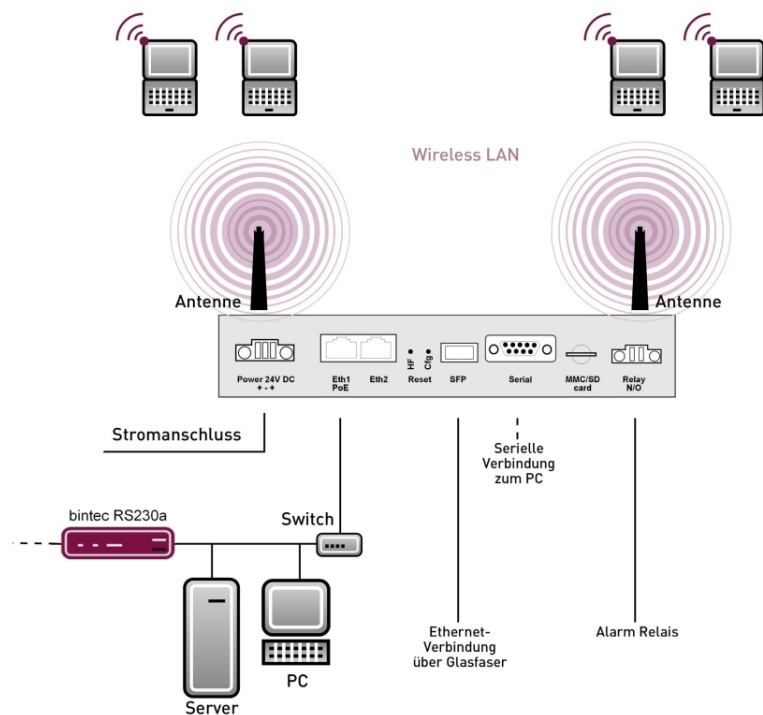 Wireless LAN
Antenne
Antenne
Power 24V DC
+ - +
Eth1
PoE
Eth2
HF
Reset
Cfg
SFP
Serial
MMC/SD
card
Relay
N/O
Stromanschluss
Serielle
Verbindung
zum PC
bintec RS230a
Switch
Server
PC
Ethernet-
Verbindung
über Glasfaser
Alarm Relais